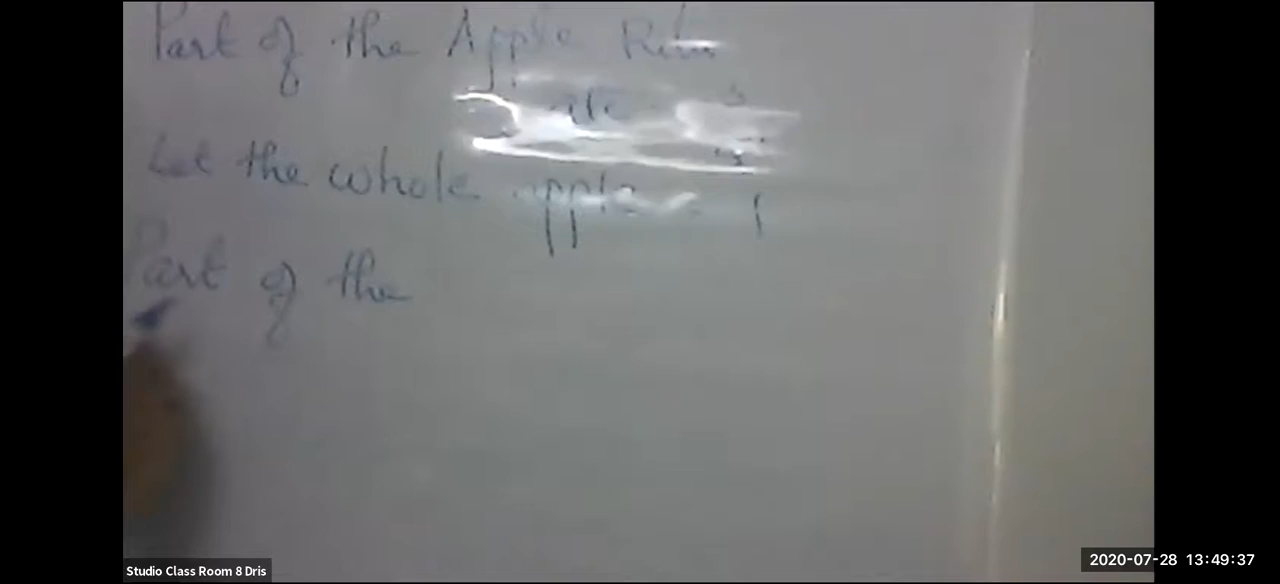 Part of the Apple
Let the whole apple = 1
Part of the
Studio Class Room 8 Dris
2020-07-28 13:49:37